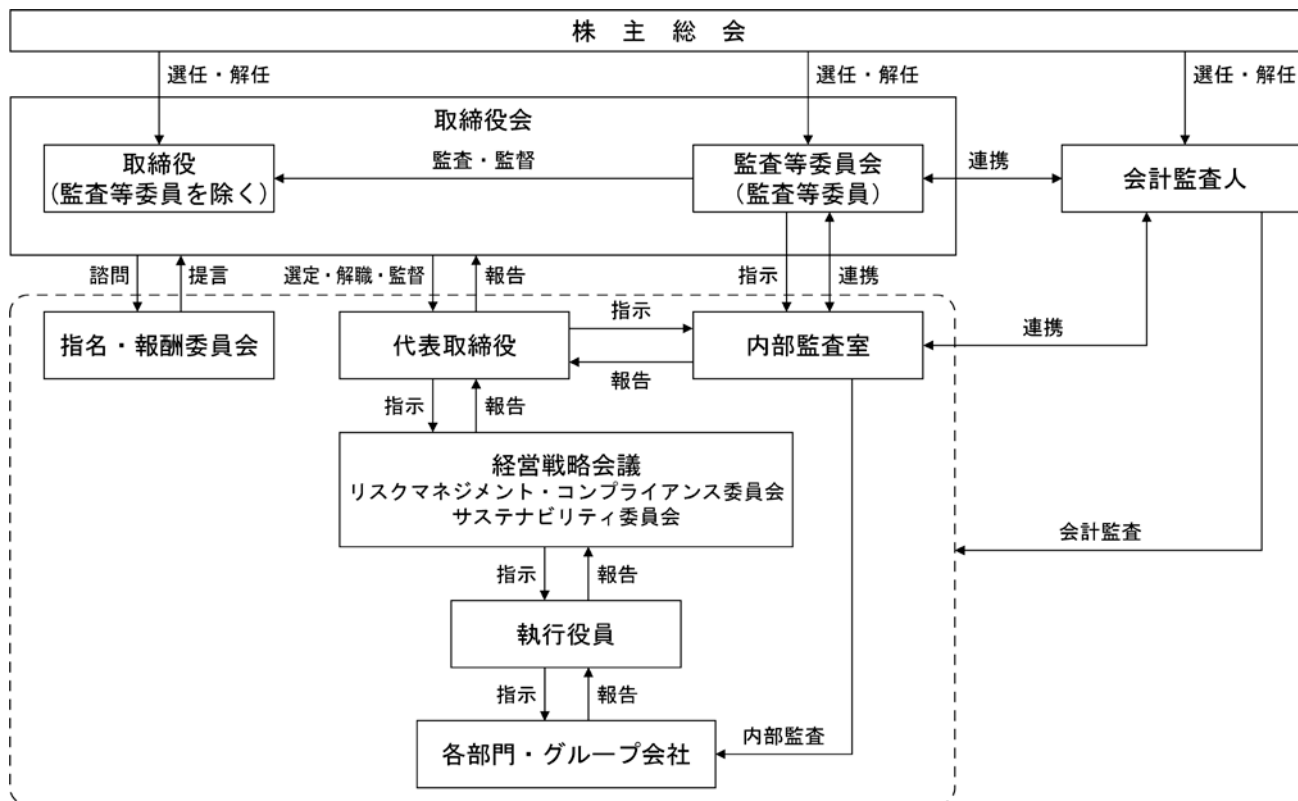 株 主 総 会
選任・解任
選任・解任
選任・解任
取締役会
取締役
(監査等委員を除く)
監査・監督
監査等委員会
(監査等委員)
連携
会計監査人
諮問
提言
選定・解職・監督
報告
指示
連携
指名・報酬委員会
代表取締役
指示
報告
内部監査室
連携
指示
報告
経営戦略会議
リスクマネジメント・コンプライアンス委員会
サステナビリティ委員会
会計監査
指示
報告
執行役員
指示
報告
内部監査
各部門・グループ会社